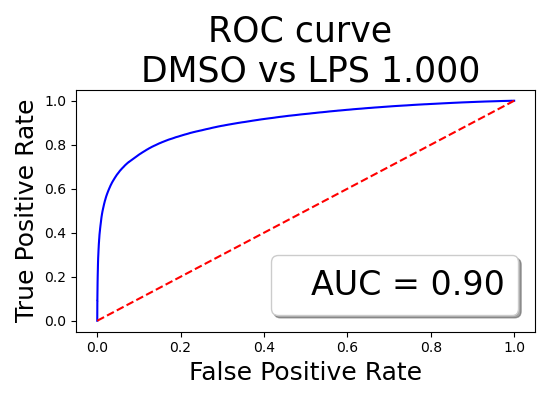 ROC curve
DMSO vs LPS 1.000
True Positive Rate
1.0
0.8
0.6
0.4
0.2
0.0
AUC = 0.90
0.0 0.2 0.4 0.6 0.8 1.0
False Positive Rate